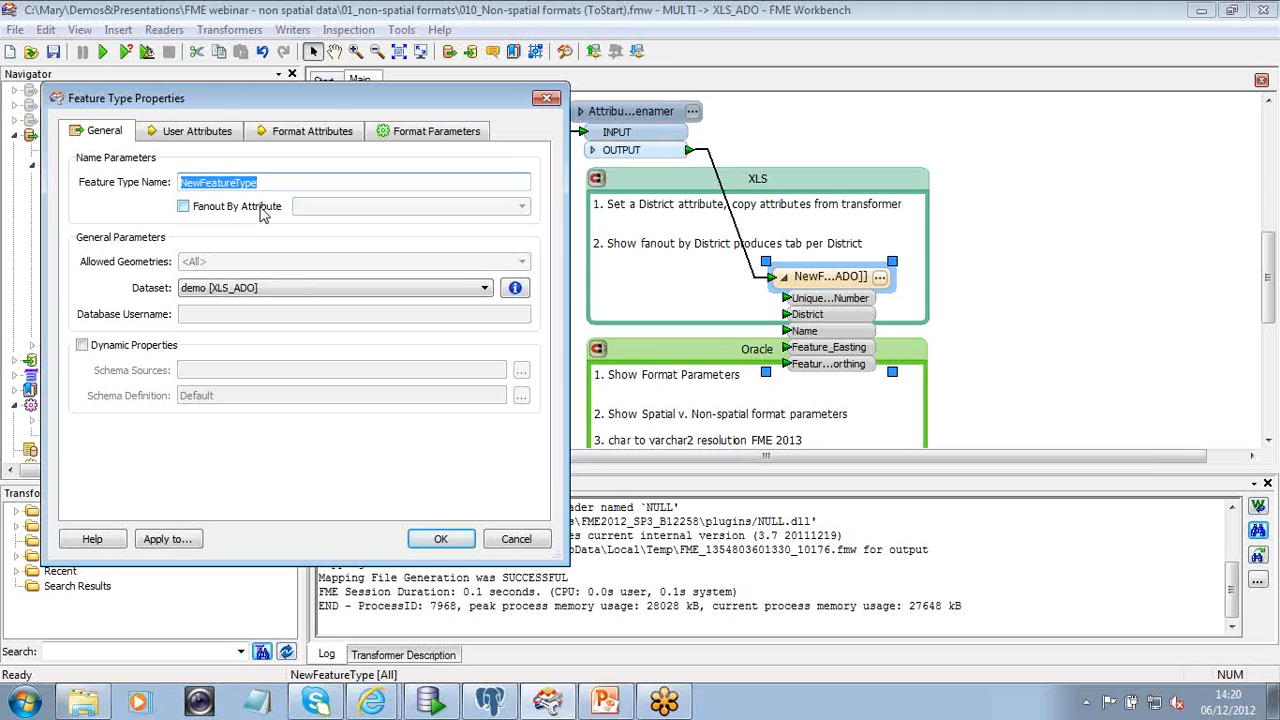 C:\Mary\Demos&Presentations\FME webinar - non spatial data\01_non-spatial formats\010_Non-spatial formats (ToStart).fmw - MULTI -> XLS_ADO - FME Workbench
File Edit View Insert Readers Transformers Writers Inspection Tools Help
Navigator
Start Main
Feature Type Properties
General User Attributes Format Attributes Format Parameters
Name Parameters
Feature Type Name: NewFeatureType
Fanout By Attribute
General Parameters
Allowed Geometries: <All>
Dataset: demo [XLS_ADO]
Database Username:
Dynamic Properties
Schema Sources:
Schema Definition: Default
Help Apply to... OK Cancel
Attribu...enamer
INPUT
OUTPUT
XLS
1. Set a District attribute, copy attributes from transformer
2. Show fanout by District produces tab per District
NewF...ADO]]
Unique...Number
District
Name
Feature_Easting
Featur...orthing
Oracle
1. Show Format Parameters
2. Show Spatial v. Non-spatial format parameters
3. char to varchar2 resolution FME 2013
Transfo
Recent
Search Results
Search:
ader named `NULL'
s\FME2012_SP3_B12258\plugins/NULL.dll'
es current internal version (3.7 20111219)
pData\Local\Temp\FME_1354803601330_10176.fmw for output
Mapping File Generation was SUCCESSFUL
FME Session Duration: 0.1 seconds. (CPU: 0.0s user, 0.1s system)
END - ProcessID: 7968, peak process memory usage: 28028 kB, current process memory usage: 27648 kB
Log Transformer Description
Ready NewFeatureType [All] NUM
14:20
06/12/2012